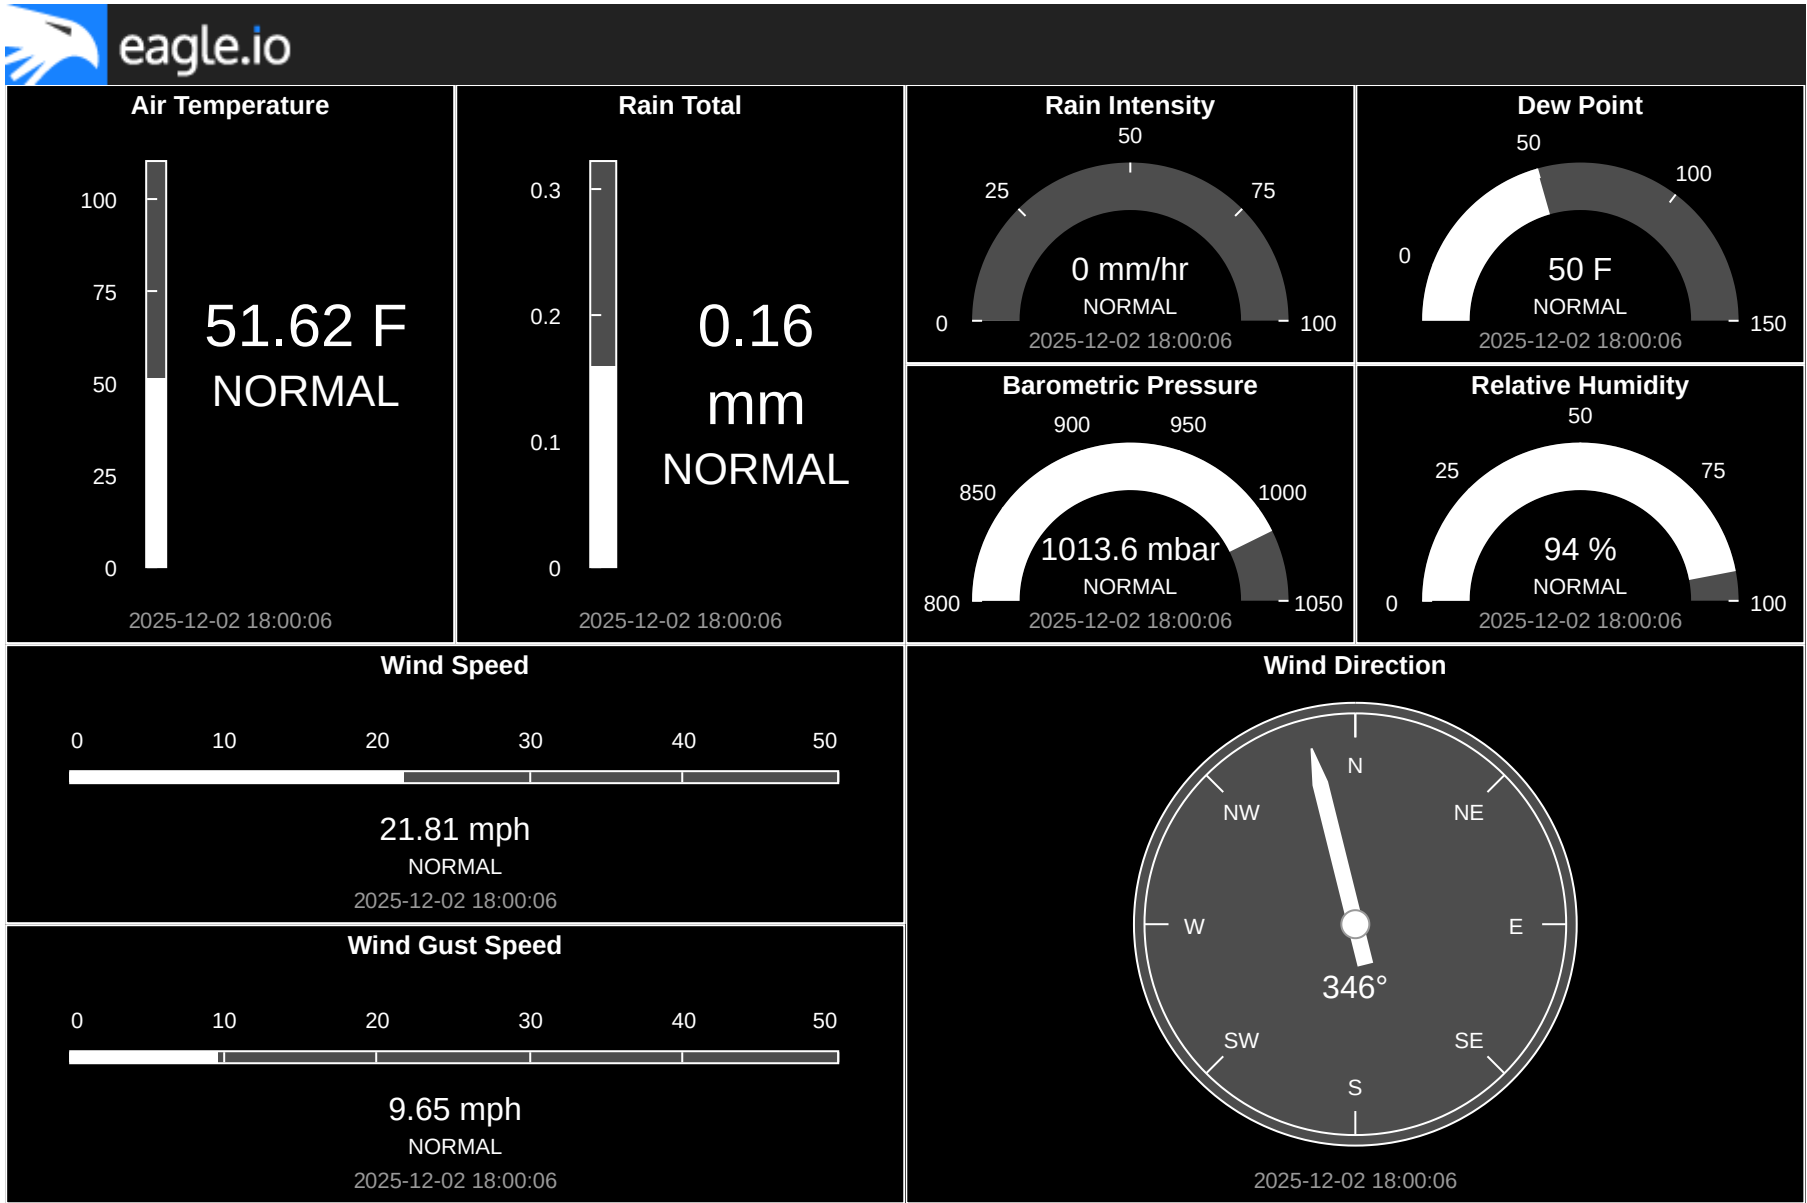 eagle.io
Air Temperature
100
75
50
25
0
51.62 F
NORMAL
2025-12-02 18:00:06
Rain Total
0.3
0.2
0.1
0
0.16
mm
NORMAL
2025-12-02 18:00:06
Rain Intensity
0
25
50
75
100
0 mm/hr
NORMAL
2025-12-02 18:00:06
Dew Point
0
50
100
150
50 F
NORMAL
2025-12-02 18:00:06
Barometric Pressure
800
850
900
950
1000
1050
1013.6 mbar
NORMAL
2025-12-02 18:00:06
Relative Humidity
0
25
50
75
100
94 %
NORMAL
2025-12-02 18:00:06
Wind Speed
0 10 20 30 40 50
21.81 mph
NORMAL
2025-12-02 18:00:06
Wind Gust Speed
0 10 20 30 40 50
9.65 mph
NORMAL
2025-12-02 18:00:06
Wind Direction
N
NW NE
W E
346°
SW SE
S
2025-12-02 18:00:06